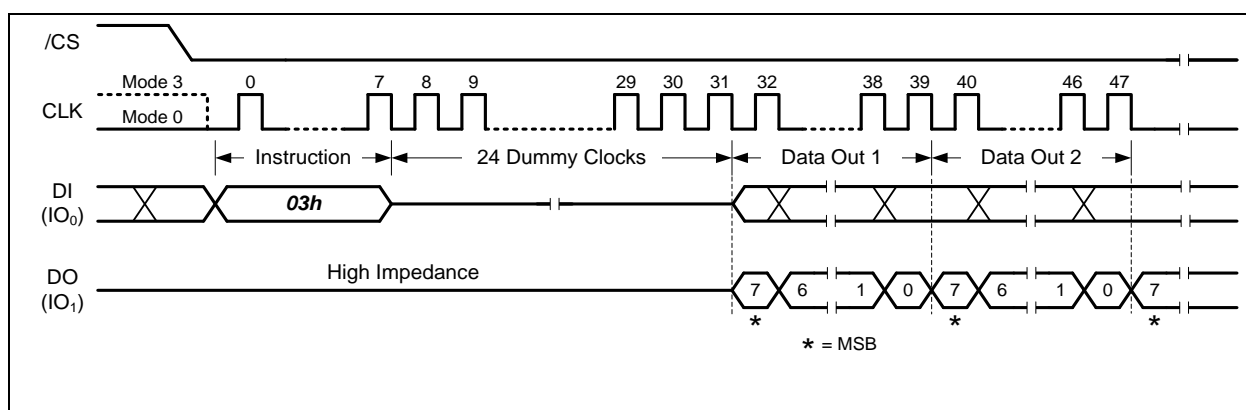 /CS
Mode 3
0 7 8 9 29 30 31 32 38 39 40 46 47
CLK
Mode 0
Instruction 24 Dummy Clocks Data Out 1 Data Out 2
DI
(IO₀)
03h
High Impedance
DO
(IO₁)
7 6 1 0 7 6 1 0 7
* * *
* = MSB